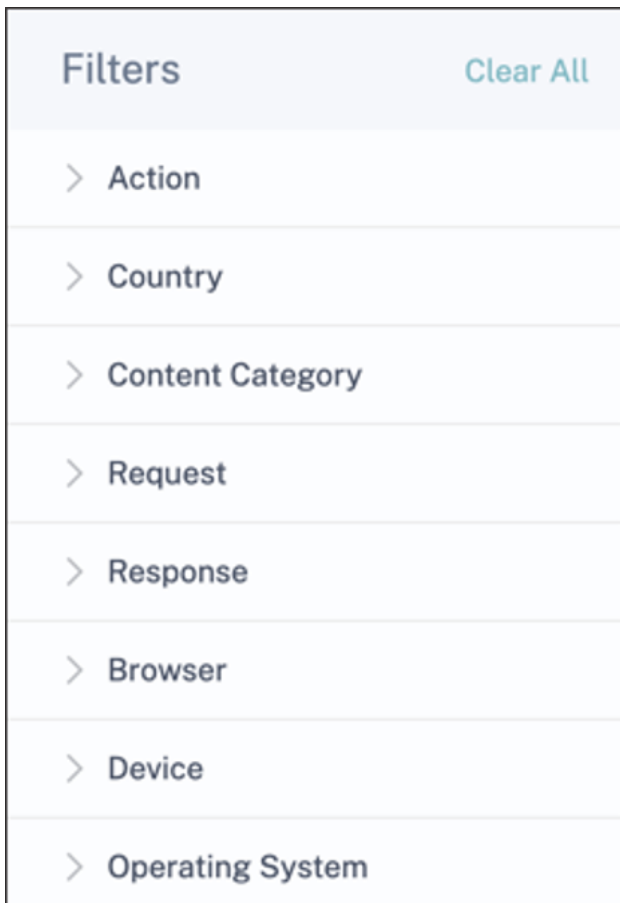 Filters
Clear All
Action
Country
Content Category
Request
Response
Browser
Device
Operating System